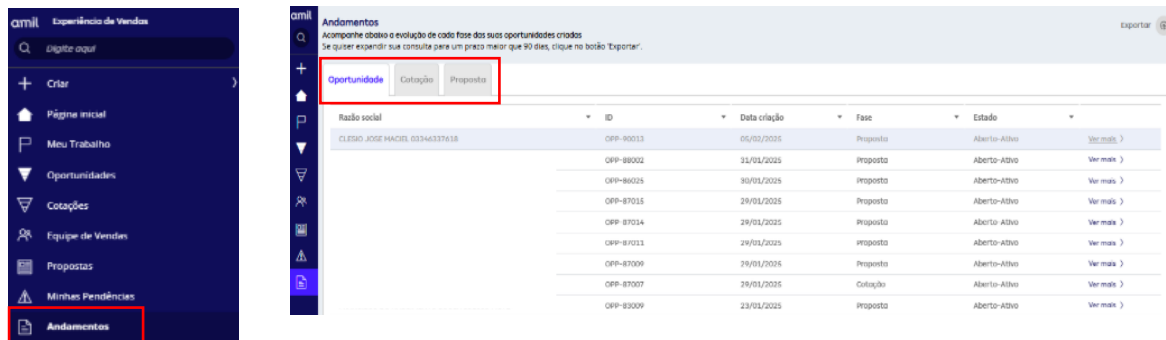 amil Experiência de Vendas
Digite aqui
Criar
Página inicial
Meu Trabalho
Oportunidades
Cotações
Equipe de Vendas
Propostas
Minhas Pendências
Andamentos
amil
Andamentos
Acompanhe abaixo a evolução de cada fase das suas oportunidades criadas
Se quiser expandir sua consulta para um prazo maior que 90 dias, clique no botão 'Exportar'.
Exportar
Oportunidade Cotação Proposta
Razão social ID Data criação Fase Estado
CLESIO JOSE MACIEL 03346337618 OPP-90013 05/02/2025 Proposta Aberto-Ativo Ver mais
OPP-88002 31/01/2025 Proposta Aberto-Ativo Ver mais
OPP-86025 30/01/2025 Proposta Aberto-Ativo Ver mais
OPP-87015 29/01/2025 Proposta Aberto-Ativo Ver mais
OPP-87014 29/01/2025 Proposta Aberto-Ativo Ver mais
OPP-87011 29/01/2025 Proposta Aberto-Ativo Ver mais
OPP-87009 29/01/2025 Proposta Aberto-Ativo Ver mais
OPP-87007 29/01/2025 Cotação Aberto-Ativo Ver mais
OPP-83009 23/01/2025 Proposta Aberto-Ativo Ver mais